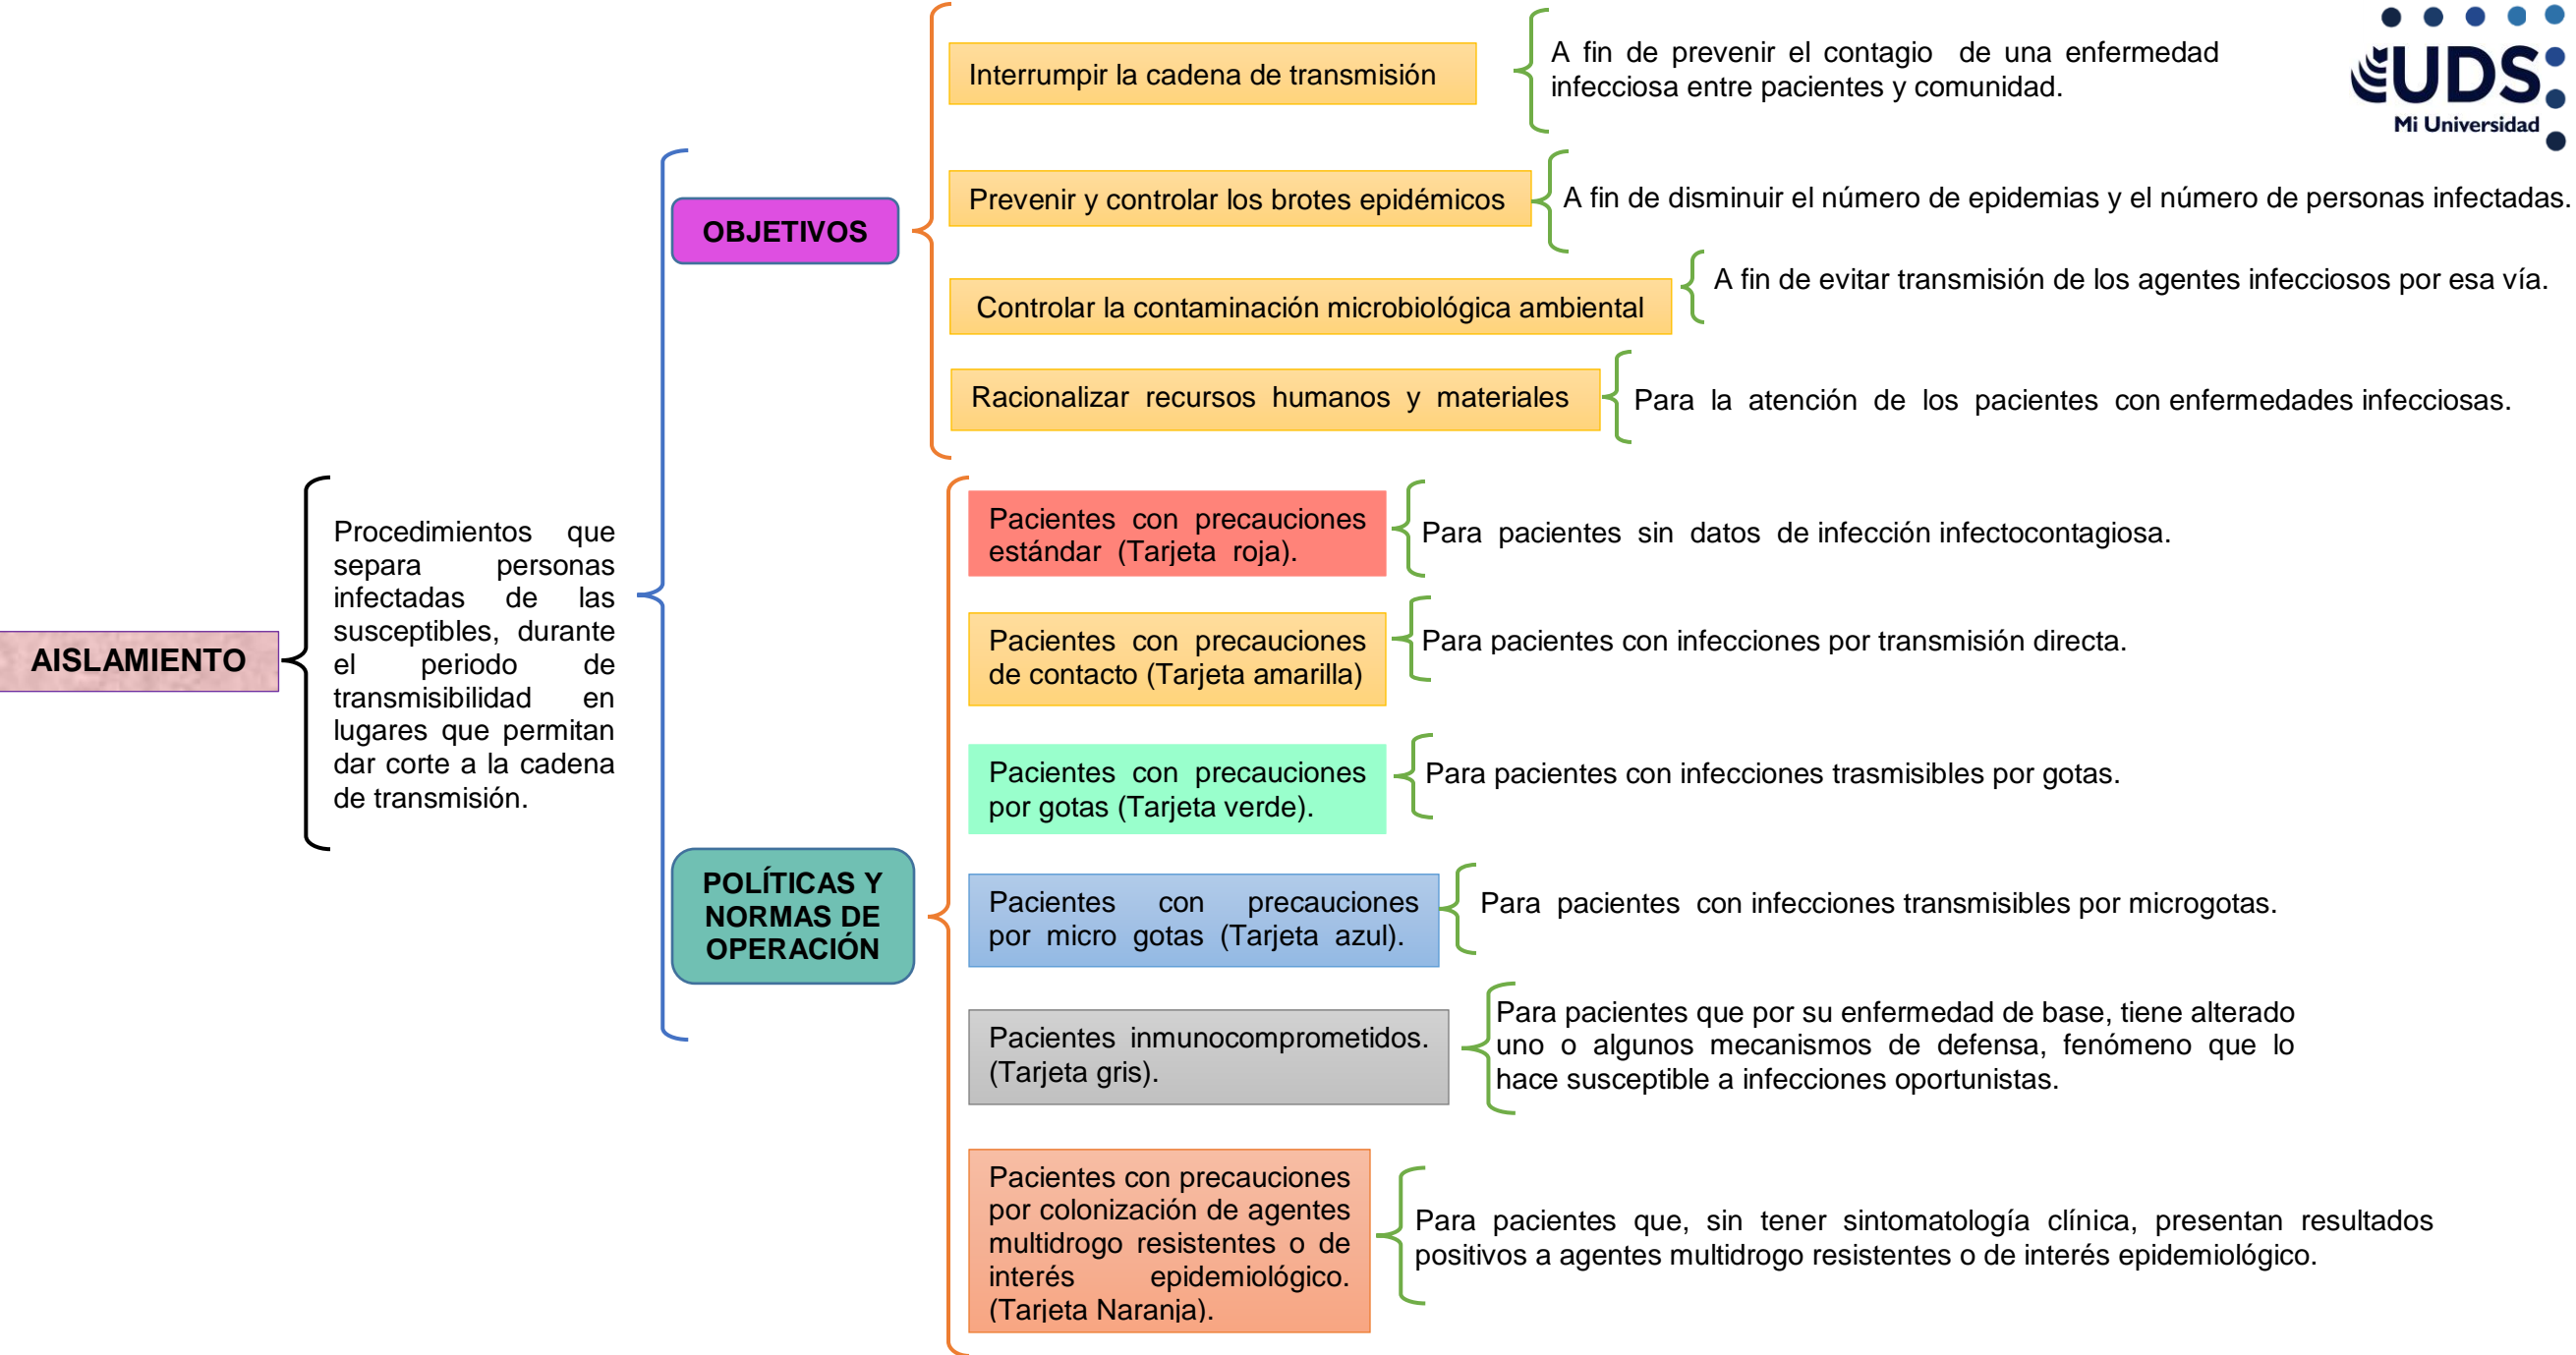 UDS
Mi Universidad
AISLAMIENTO
Procedimientos que
separa personas
infectadas de las
susceptibles, durante
el periodo de
transmisibilidad en
lugares que permitan
dar corte a la cadena
de transmisión.
OBJETIVOS
Interrumpir la cadena de transmisión
A fin de prevenir el contagio de una enfermedad
infecciosa entre pacientes y comunidad.
Prevenir y controlar los brotes epidémicos
A fin de disminuir el número de epidemias y el número de personas infectadas.
Controlar la contaminación microbiológica ambiental
A fin de evitar transmisión de los agentes infecciosos por esa vía.
Racionalizar recursos humanos y materiales
Para la atención de los pacientes con enfermedades infecciosas.
POLÍTICAS Y
NORMAS DE
OPERACIÓN
Pacientes con precauciones
estándar (Tarjeta roja).
Para pacientes sin datos de infección infectocontagiosa.
Pacientes con precauciones
de contacto (Tarjeta amarilla)
Para pacientes con infecciones por transmisión directa.
Pacientes con precauciones
por gotas (Tarjeta verde).
Para pacientes con infecciones trasmisibles por gotas.
Pacientes con precauciones
por micro gotas (Tarjeta azul).
Para pacientes con infecciones transmisibles por microgotas.
Pacientes inmunocomprometidos.
(Tarjeta gris).
Para pacientes que por su enfermedad de base, tiene alterado
uno o algunos mecanismos de defensa, fenómeno que lo
hace susceptible a infecciones oportunistas.
Pacientes con precauciones
por colonización de agentes
multidrogo resistentes o de
interés epidemiológico.
(Tarjeta Naranja).
Para pacientes que, sin tener sintomatología clínica, presentan resultados
positivos a agentes multidrogo resistentes o de interés epidemiológico.